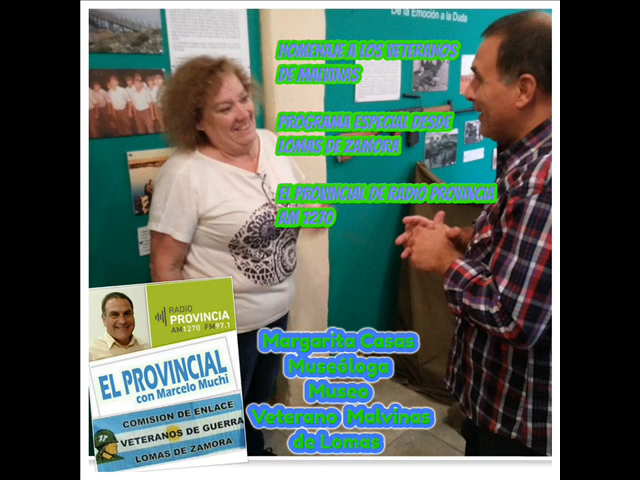 De la Emoción a la Duda
HOMENAJE A LOS VETERANOS
DE MALVINAS
PROGRAMA ESPECIAL DESDE
LOMAS DE ZAMORA
EL PROVINCIAL DE RADIO PROVINCIA
AM 1270
RADIO
PROVINCIA
AM1270 FM97.1
EL PROVINCIAL
con Marcelo Muchi
COMISION DE ENLACE
VETERANOS DE GUERRA
LOMAS DE ZAMORA
Margarita Casas
Museóloga
Museo
Veterano Malvinas
de Lomas